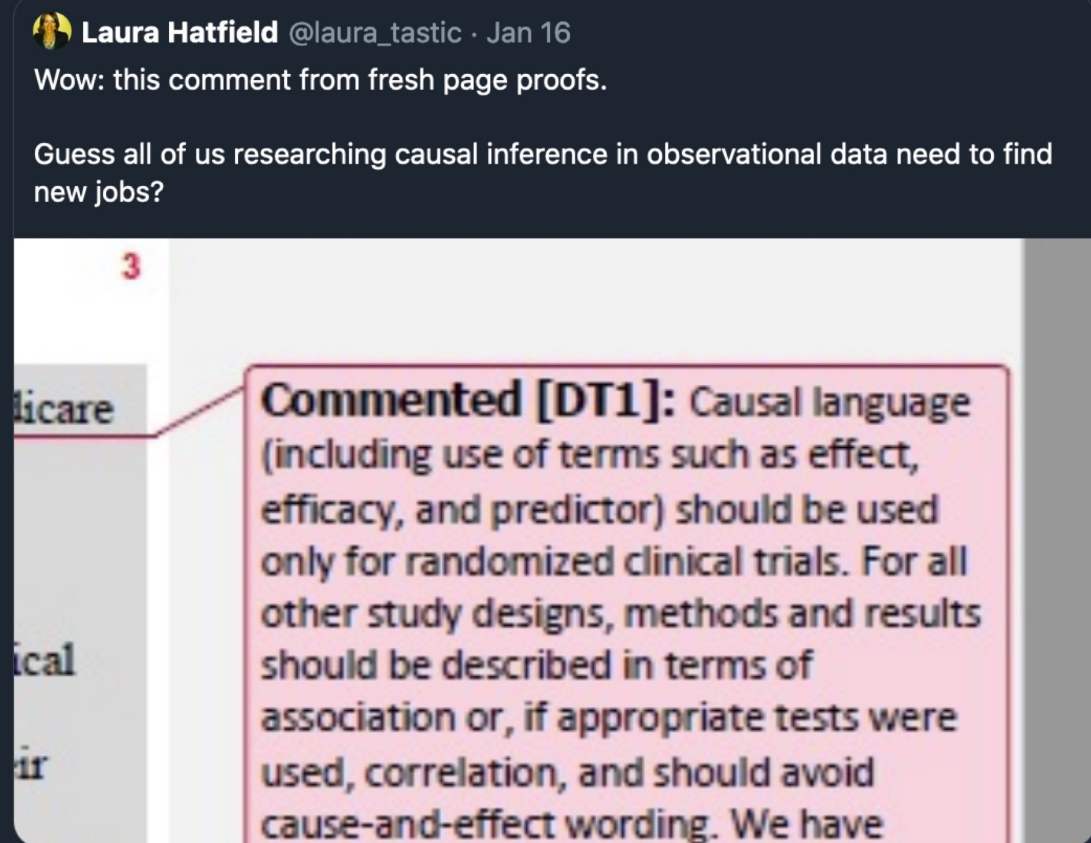 Laura Hatfield @laura_tastic · Jan 16
Wow: this comment from fresh page proofs.
Guess all of us researching causal inference in observational data need to find
new jobs?
3
dicare
ical
eir
Commented [DT1]: Causal language
(including use of terms such as effect,
efficacy, and predictor) should be used
only for randomized clinical trials. For all
other study designs, methods and results
should be described in terms of
association or, if appropriate tests were
used, correlation, and should avoid
cause-and-effect wording. We have